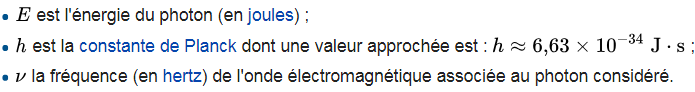 • E est l'énergie du photon (en joules) ;
• h est la constante de Planck dont une valeur approchée est : h ≈ 6,63 × 10⁻³⁴ J · s ;
• ν la fréquence (en hertz) de l'onde électromagnétique associée au photon considéré.